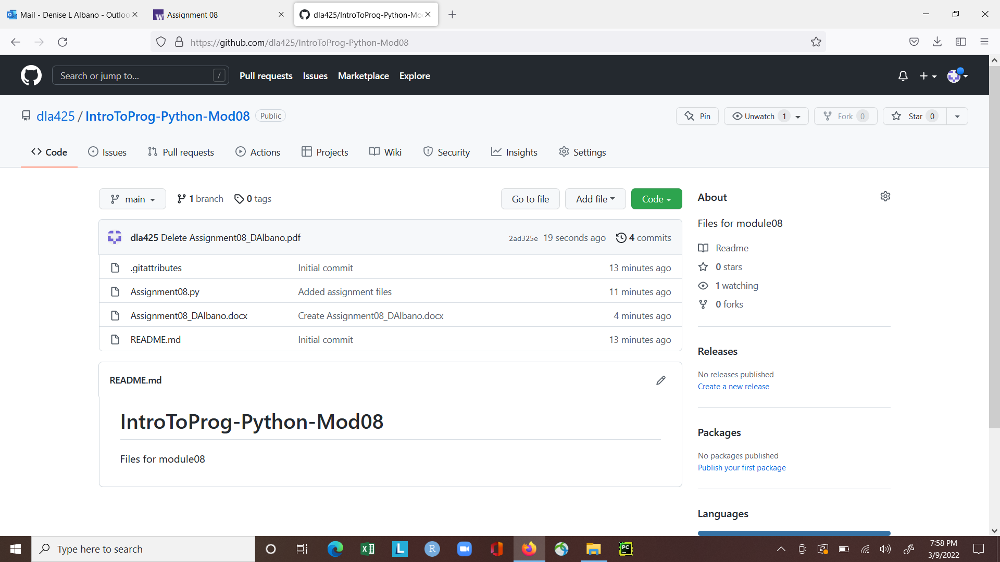 Mail - Denise L Albano - Outloo
Assignment 08
dla425/IntroToProg-Python-Mo
https://github.com/dla425/IntroToProg-Python-Mod08
Search or jump to...
/
Pull requests
Issues
Marketplace
Explore
dla425 / IntroToProg-Python-Mod08
Public
Pin
Unwatch 1
Fork 0
Star 0
Code
Issues
Pull requests
Actions
Projects
Wiki
Security
Insights
Settings
main
1 branch
0 tags
Go to file
Add file
Code
dla425 Delete Assignment08_DAlbano.pdf
2ad325e 19 seconds ago
4 commits
.gitattributes
Initial commit
13 minutes ago
Assignment08.py
Added assignment files
11 minutes ago
Assignment08_DAlbano.docx
Create Assignment08_DAlbano.docx
4 minutes ago
README.md
Initial commit
13 minutes ago
README.md
IntroToProg-Python-Mod08
Files for module08
About
Files for module08
Readme
0 stars
1 watching
0 forks
Releases
No releases published
Create a new release
Packages
No packages published
Publish your first package
Languages
Type here to search
L
R
PC
7:58 PM
3/9/2022